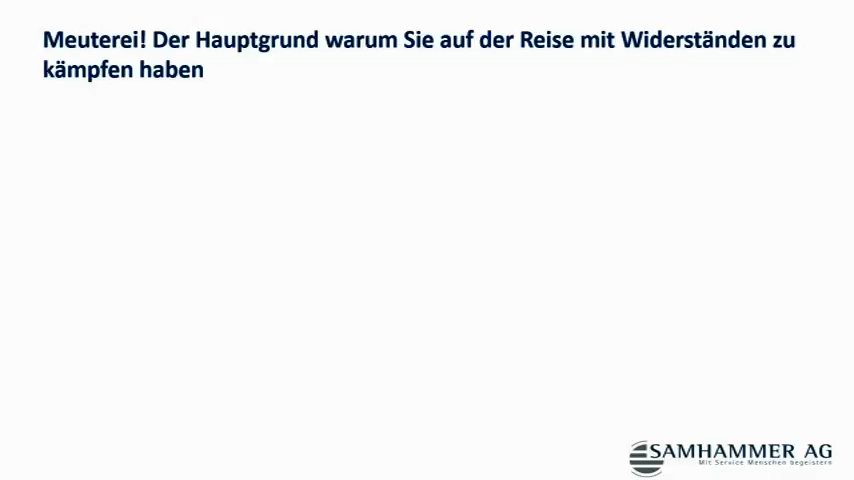 Meuterei! Der Hauptgrund warum Sie auf der Reise mit Widerständen zu
kämpfen haben
SAMHAMMER AG
Mit Service Menschen begeistern